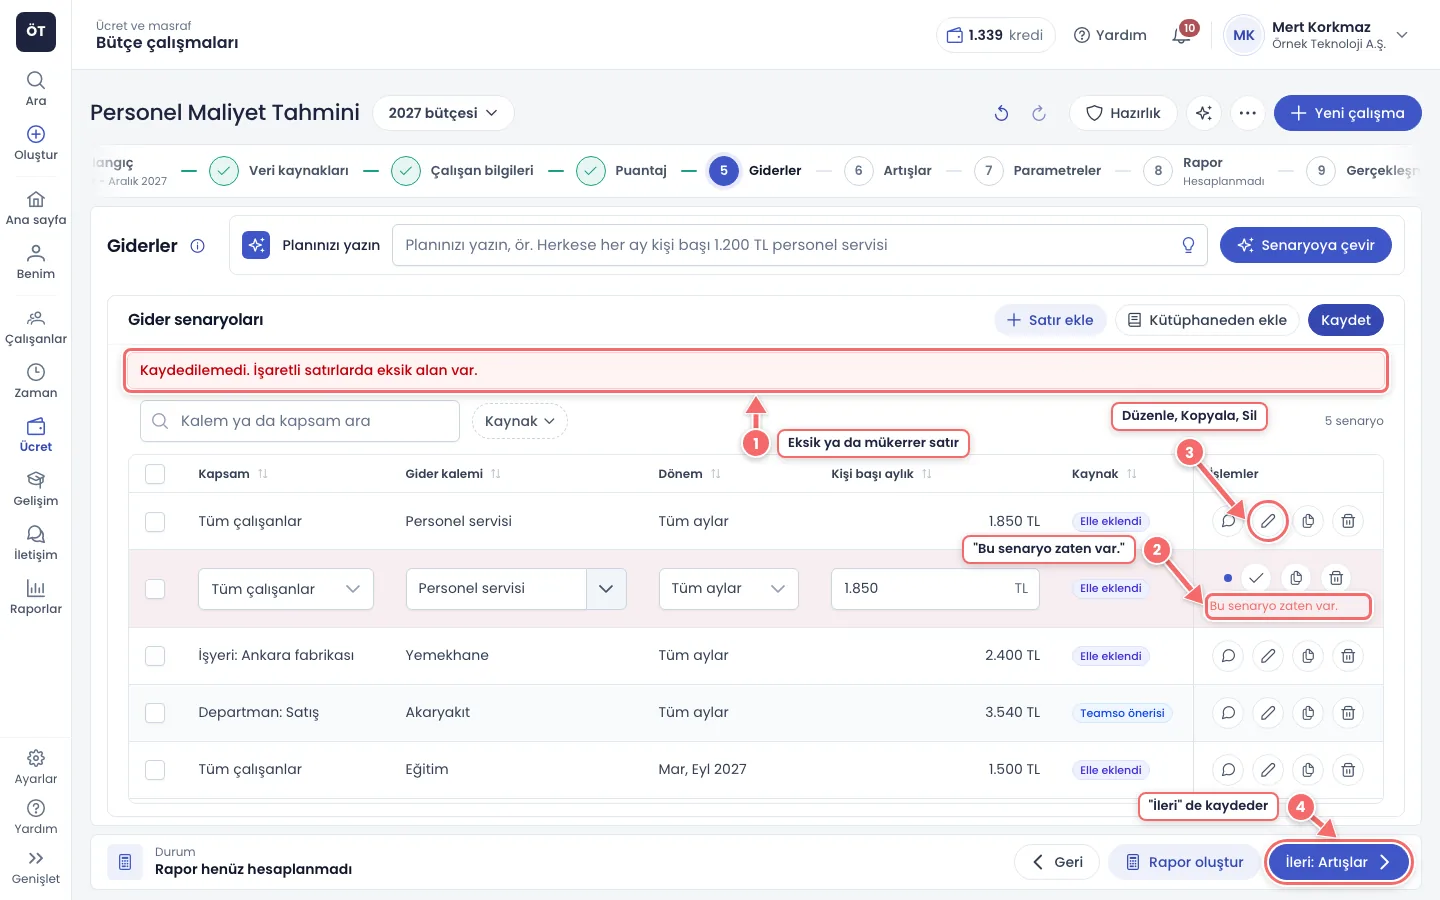 ÖT
Ara
Oluştur
Ana sayfa
Benim
Çalışanlar
Zaman
Ücret
Gelişim
İletişim
Raporlar
Ayarlar
Yardım
Genişlet
Ücret ve masraf
Bütçe çalışmaları
1.339 kredi
Yardım
10
MK
Mert Korkmaz
Örnek Teknoloji A.Ş.
Personel Maliyet Tahmini
2027 bütçesi
Hazırlık
Yeni çalışma
Aralık 2027
Veri kaynakları
Çalışan bilgileri
Puantaj
5 Giderler
6 Artışlar
7 Parametreler
8 Rapor
Hesaplanmadı
9
Giderler
Planınızı yazın
Planınızı yazın, ör. Herkese her ay kişi başı 1.200 TL personel servisi
Senaryoya çevir
Gider senaryoları
Satır ekle
Kütüphaneden ekle
Kaydet
Kaydedilemedi. İşaretli satırlarda eksik alan var.
Kalem ya da kapsam ara
Kaynak
1 Eksik ya da mükerrer satır
Düzenle, Kopyala, Sil
3
5 senaryo
Kapsam Gider kalemi Dönem Kişi başı aylık Kaynak
Tüm çalışanlar Personel servisi Tüm aylar 1.850 TL Elle eklendi
"Bu senaryo zaten var." 2
Tüm çalışanlar Personel servisi Tüm aylar 1.850 TL Elle eklendi
Bu senaryo zaten var.
İşyeri: Ankara fabrikası Yemekhane Tüm aylar 2.400 TL Elle eklendi
Departman: Satış Akaryakıt Tüm aylar 3.540 TL Teamso önerisi
Tüm çalışanlar Eğitim Mar, Eyl 2027 1.500 TL Elle eklendi
"İleri" de kaydeder 4
Durum
Rapor henüz hesaplanmadı
Geri
Rapor oluştur
İleri: Artışlar